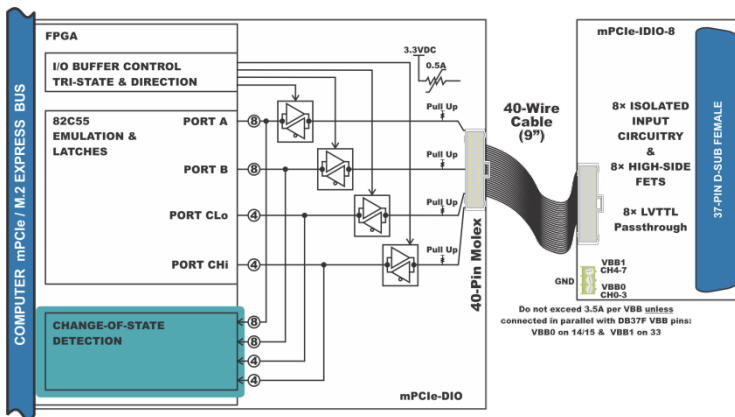 COMPUTER mPCIe / M.2 EXPRESS BUS
FPGA
I/O BUFFER CONTROL
TRI-STATE & DIRECTION
82C55
EMULATION &
LATCHES
PORT A
8
PORT B
8
PORT CLo
4
PORT CHi
4
CHANGE-OF-STATE
DETECTION
8
8
4
4
3.3VDC
0.5A
Pull Up
Pull Up
Pull Up
Pull Up
40-Pin Molex
mPCIe-DIO
40-Wire
Cable
(9")
mPCIe-IDIO-8
8× ISOLATED
INPUT
CIRCUITRY
&
8× HIGH-SIDE
FETS
8× LVTTL
Passthrough
37-PIN D-SUB FEMALE
VBB1
CH4-7
GND
VBB0
CH0-3
Do not exceed 3.5A per VBB unless
connected in parallel with DB37F VBB pins:
VBB0 on 14/15 & VBB1 on 33